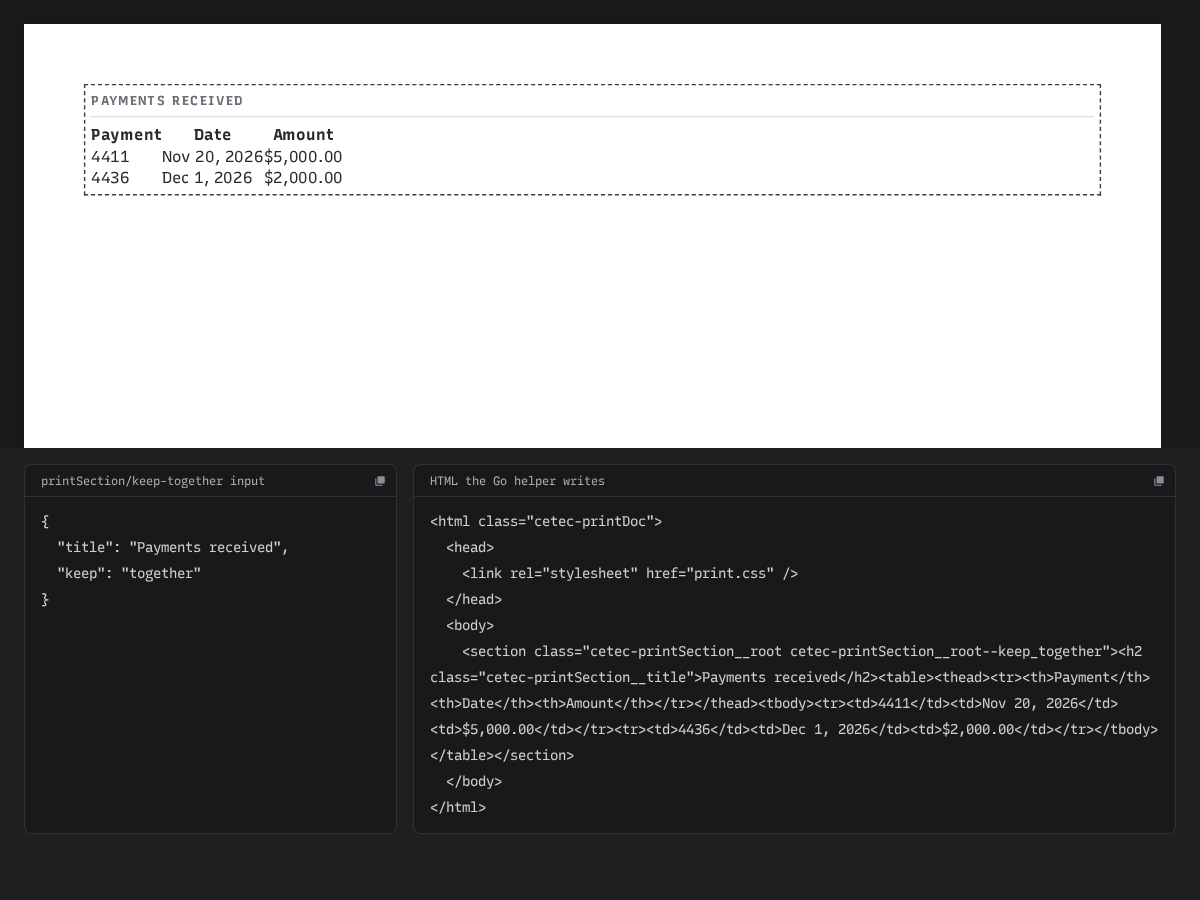 PAYMENTS RECEIVED
Payment Date Amount
4411 Nov 20, 2026 $5,000.00
4436 Dec 1, 2026 $2,000.00
printSection/keep-together input
{
  "title": "Payments received",
  "keep": "together"
}
HTML the Go helper writes
<html class="cetec-printDoc">
  <head>
    <link rel="stylesheet" href="print.css" />
  </head>
  <body>
    <section class="cetec-printSection__root cetec-printSection__root--keep_together"><h2
class="cetec-printSection__title">Payments received</h2><table><thead><tr><th>Payment</th>
<th>Date</th><th>Amount</th></tr></thead><tbody><tr><td>4411</td><td>Nov 20, 2026</td>
<td>$5,000.00</td></tr><tr><td>4436</td><td>Dec 1, 2026</td><td>$2,000.00</td></tr></tbody>
</table></section>
  </body>
</html>